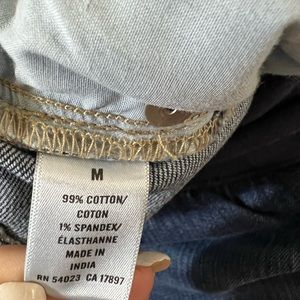 M
99% COTTON/
COTON
1% SPANDEX/
ÉLASTHANNE
MADE IN
INDIA
RN 54023 CA 17897